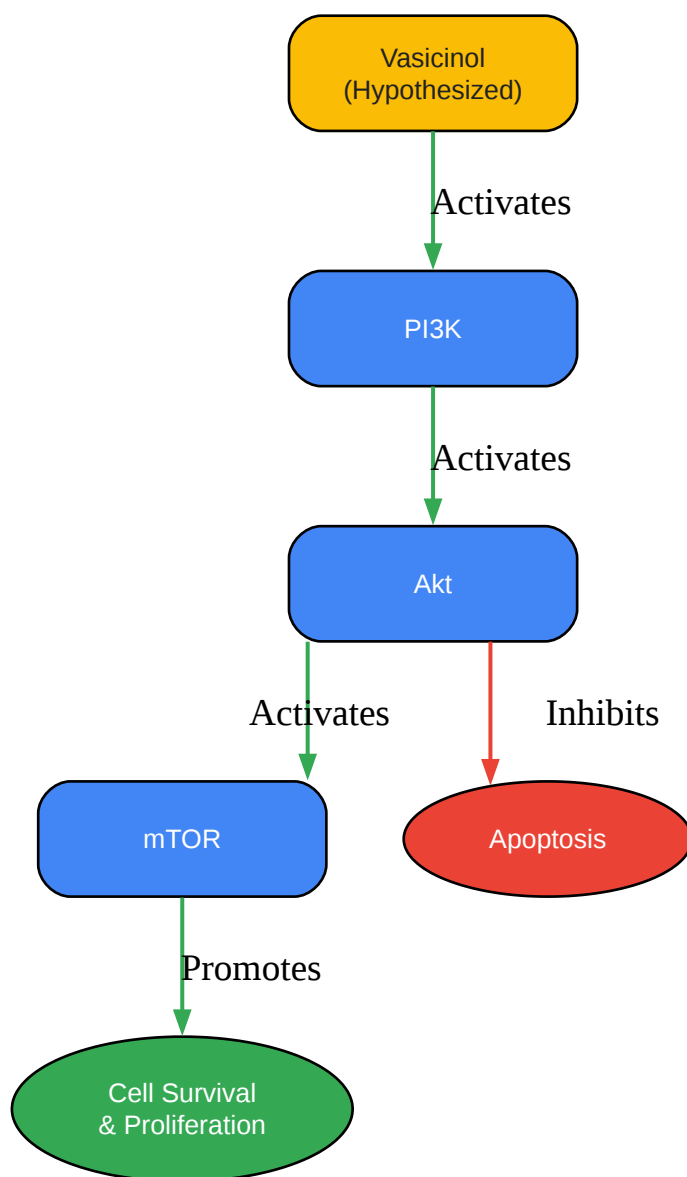 Vasicinol
(Hypothesized)
Activates
PI3K
Activates
Akt
Activates
Inhibits
mTOR
Apoptosis
Promotes
Cell Survival
& Proliferation